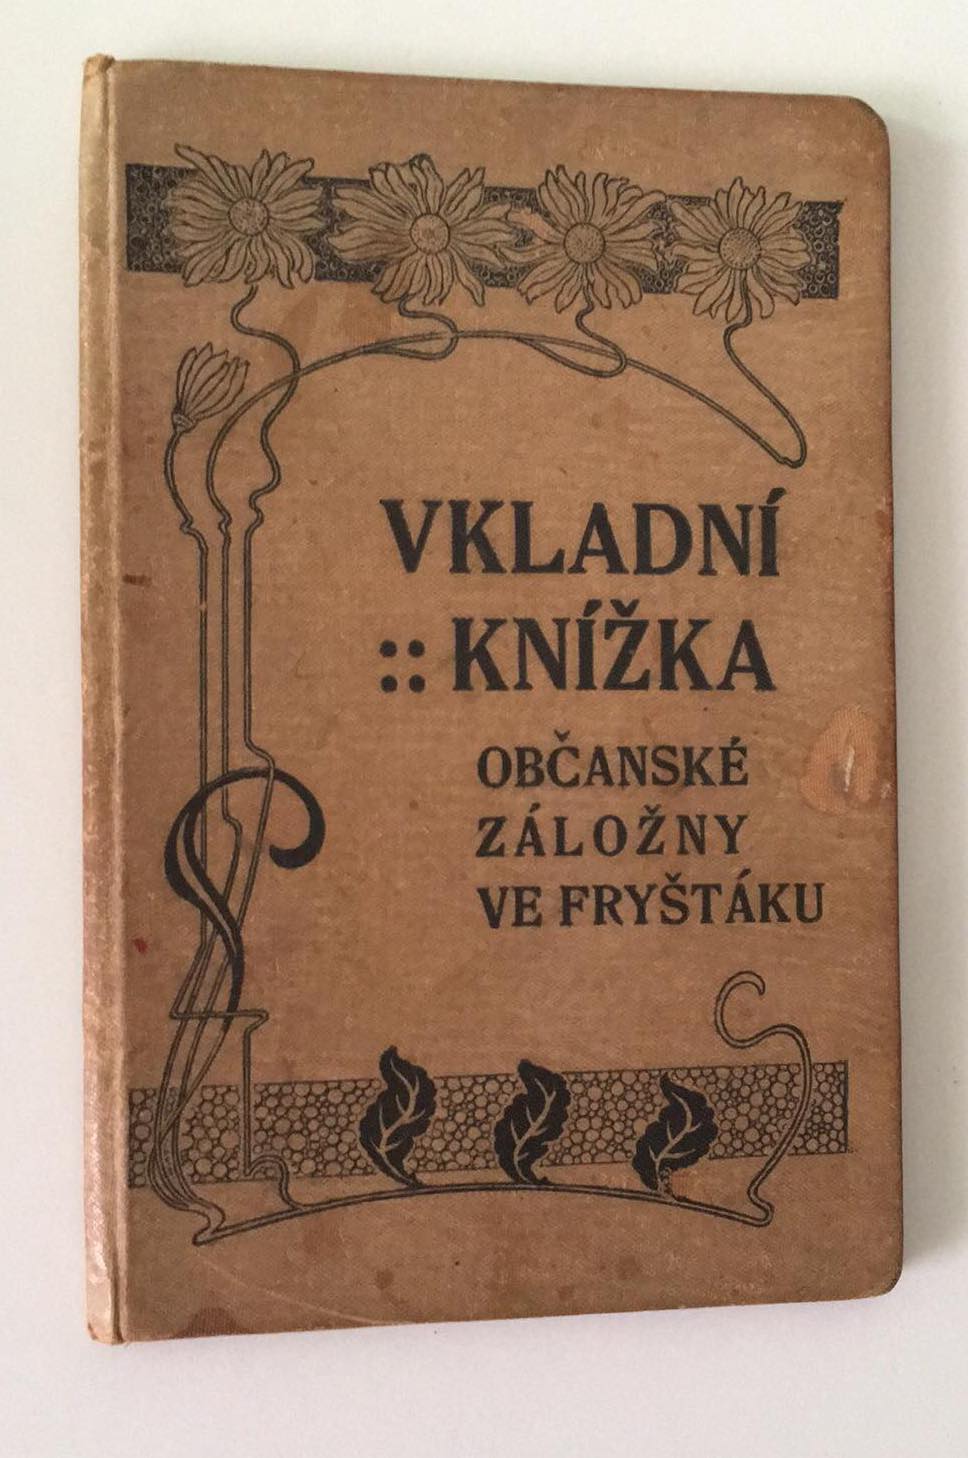 VKLADNÍ
:: KNÍŽKA
OBČANSKÉ
ZÁLOŽNY
VE FRYŠTÁKU